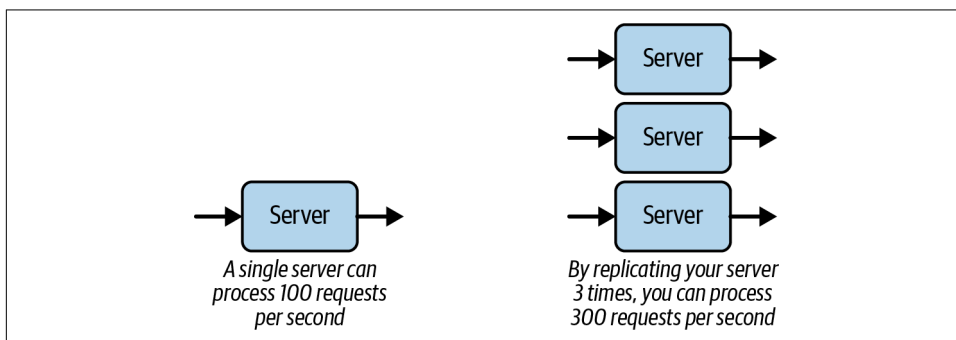 Server
A single server can
process 100 requests
per second
Server
Server
Server
By replicating your server
3 times, you can process
300 requests per second